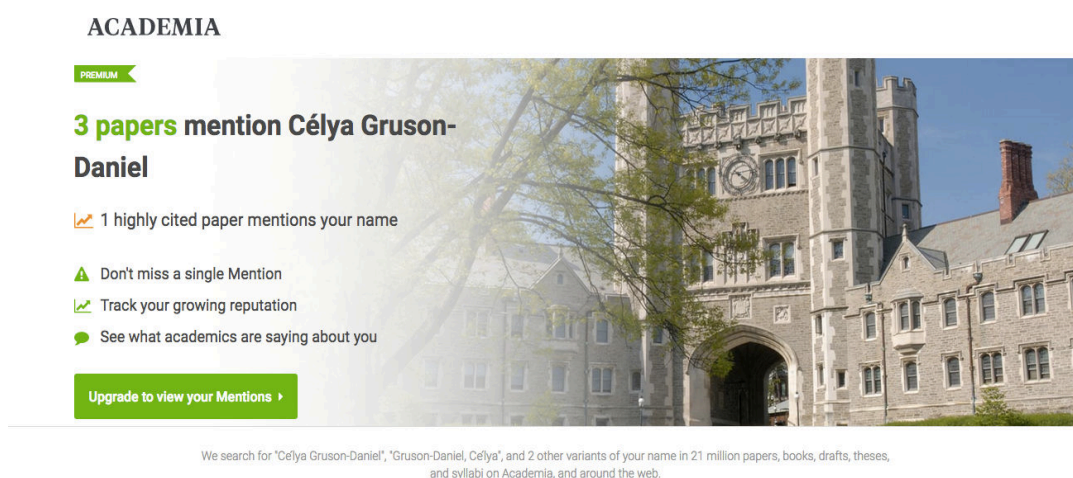 ACADEMIA
PREMIUM
3 papers mention Célya Gruson-
Daniel
1 highly cited paper mentions your name
Don't miss a single Mention
Track your growing reputation
See what academics are saying about you
Upgrade to view your Mentions
We search for "Célya Gruson-Daniel", "Gruson-Daniel, Célya", and 2 other variants of your name in 21 million papers, books, drafts, theses,
and syllabi on Academia, and around the web.